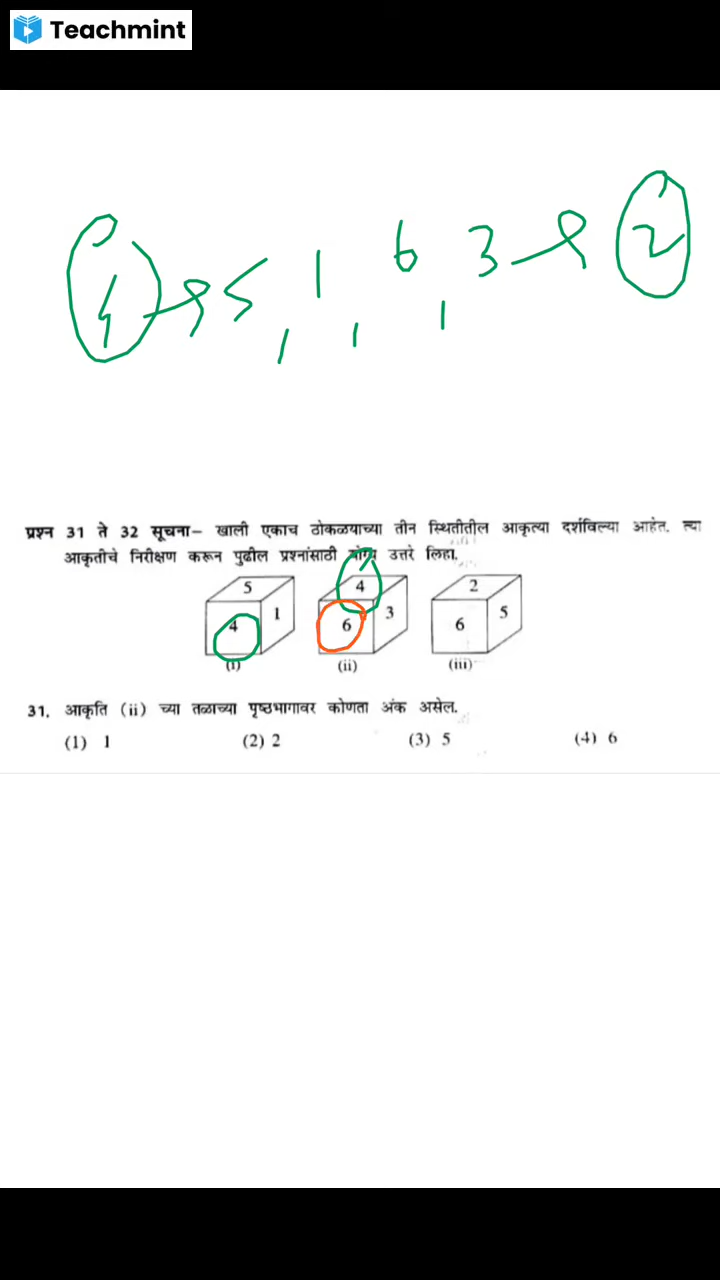 Teachmint
4 5, 1, 6, 3 2
प्रश्न 31 ते 32 सूचना– खाली एकाच ठोकळयाच्या तीन स्थितीतील आकृत्या दर्शविल्या आहेत. त्या
आकृतीचे निरीक्षण करून पुढील प्रश्नांसाठी योग्य उत्तरे लिहा.
5 4 1 4 6 3 2 6 5
(i) (ii) (iii)
31. आकृति (ii) च्या तळाच्या पृष्ठभागावर कोणता अंक असेल.
(1) 1 (2) 2 (3) 5 (4) 6